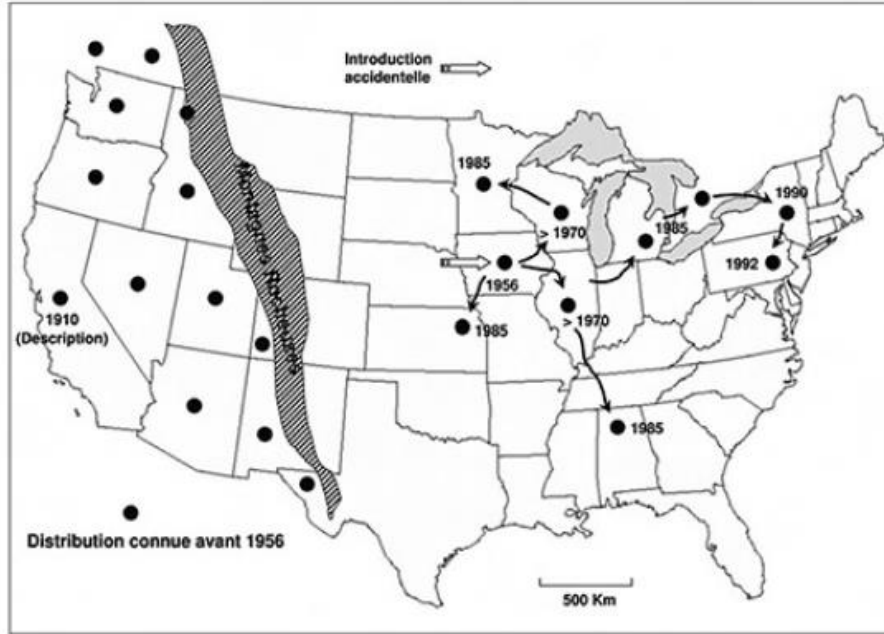 Introduction
accidentelle
1985
1990
> 1970
1985
Montagnes Rocheuses
1956
1992
1910
(Description)
1985
> 1970
1985
Distribution connue avant 1956
500 Km